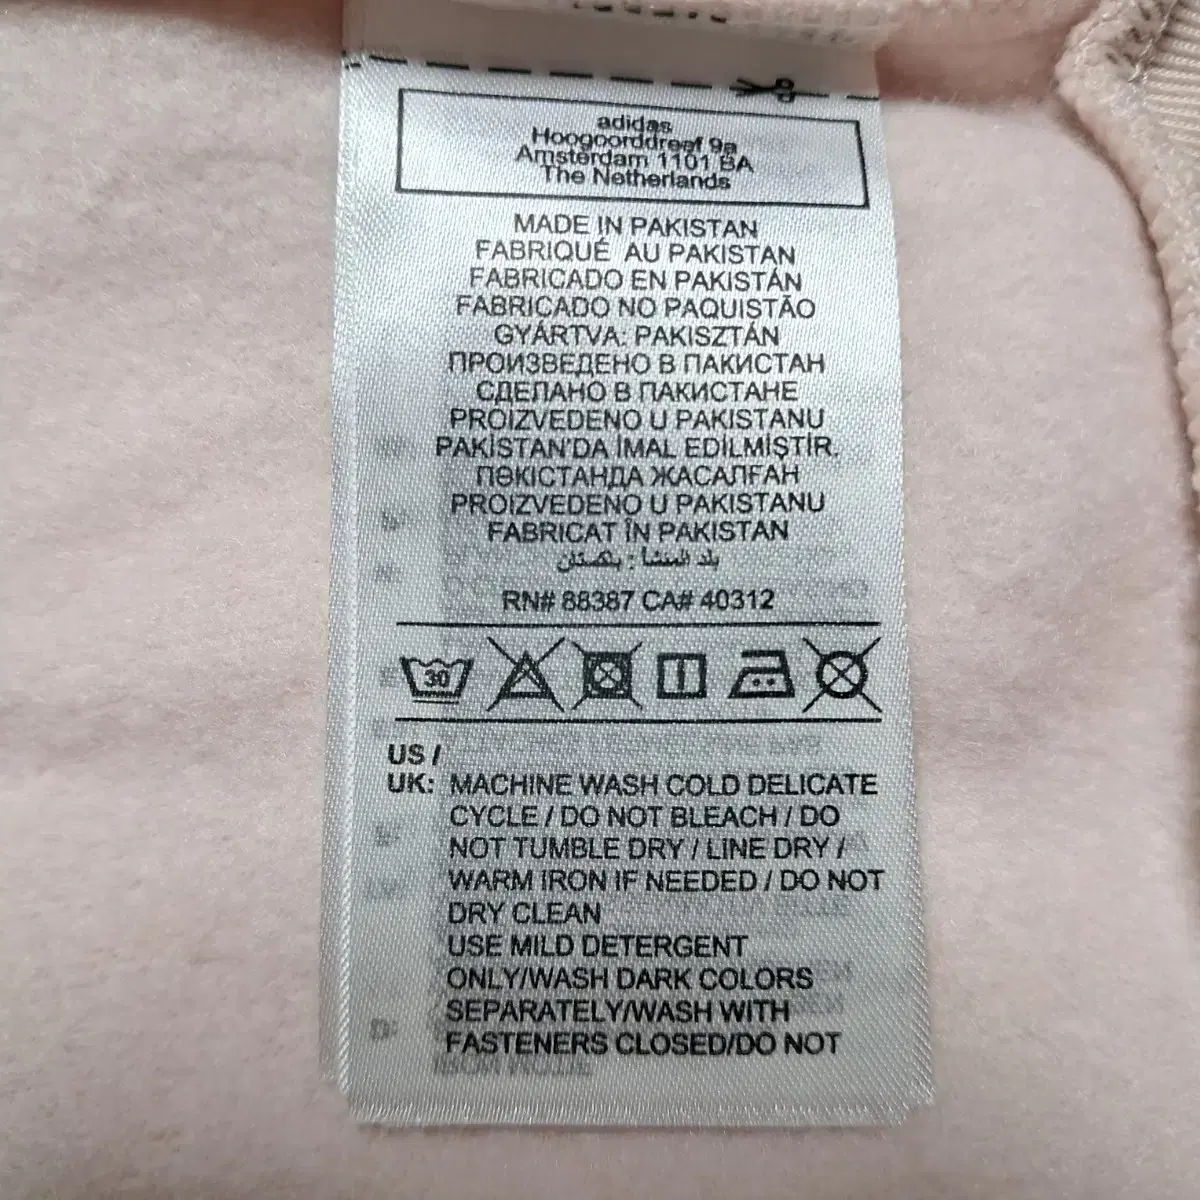 adidas
Hoogoorddreef 9a
Amsterdam 1101 BA
The Netherlands
MADE IN PAKISTAN
FABRIQUÉ AU PAKISTAN
FABRICADO EN PAKISTÁN
FABRICADO NO PAQUISTÃO
GYÁRTVA: PAKISZTÁN
ПРОИЗВЕДЕНО В ПАКИСТАН
СДЕЛАНО В ПАКИСТАНЕ
PROIZVEDENO U PAKISTANU
PAKİSTAN'DA İMAL EDİLMİŞTİR.
ПӘКІСТАНДА ЖАСАЛҒАН
PROIZVEDENO U PAKISTANU
FABRICAT ÎN PAKISTAN
بلد المنشأ : باكستان
RN# 88387 CA# 40312
30
US /
UK: MACHINE WASH COLD DELICATE
CYCLE / DO NOT BLEACH / DO
NOT TUMBLE DRY / LINE DRY /
WARM IRON IF NEEDED / DO NOT
DRY CLEAN
USE MILD DETERGENT
ONLY/WASH DARK COLORS
SEPARATELY/WASH WITH
FASTENERS CLOSED/DO NOT